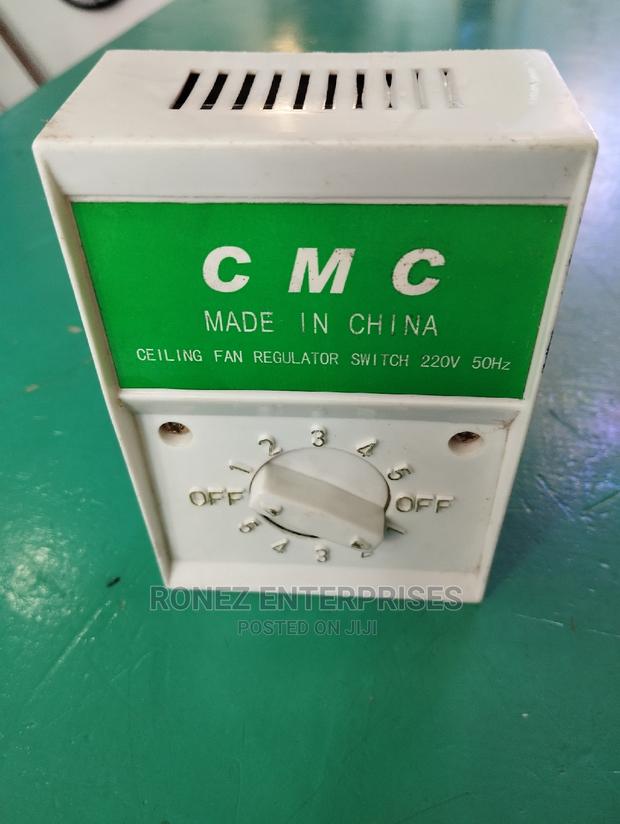 C M C
MADE IN CHINA
CEILING FAN REGULATOR SWITCH 220V 50Hz
1 2 3 4 5
OFF OFF
5 4 3 2
RONEZ ENTERPRISES
POSTED ON JIJI